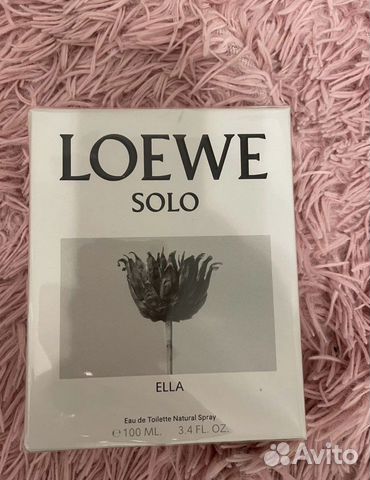 LOEWE
SOLO
ELLA
Eau de Toilette Natural Spray
℮ 100 ML. 3.4 FL. OZ.
Avito